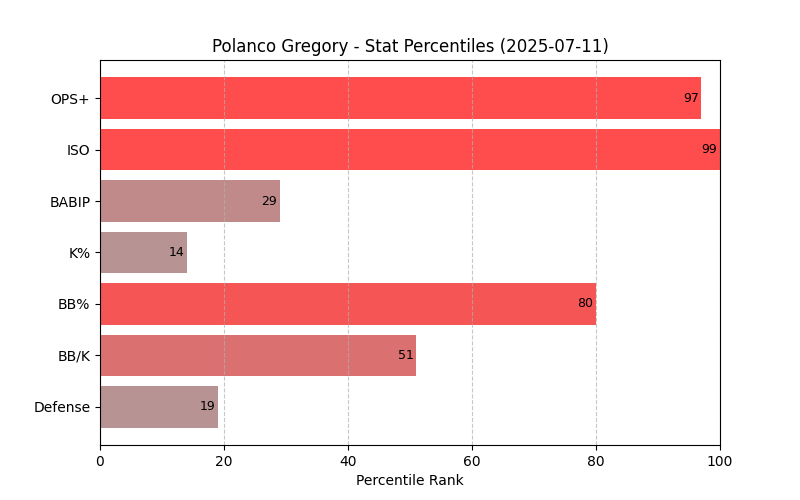 Polanco Gregory - Stat Percentiles (2025-07-11)
OPS+ 97
ISO 99
BABIP 29
K% 14
BB% 80
BB/K 51
Defense 19
0 20 40 60 80 100
Percentile Rank